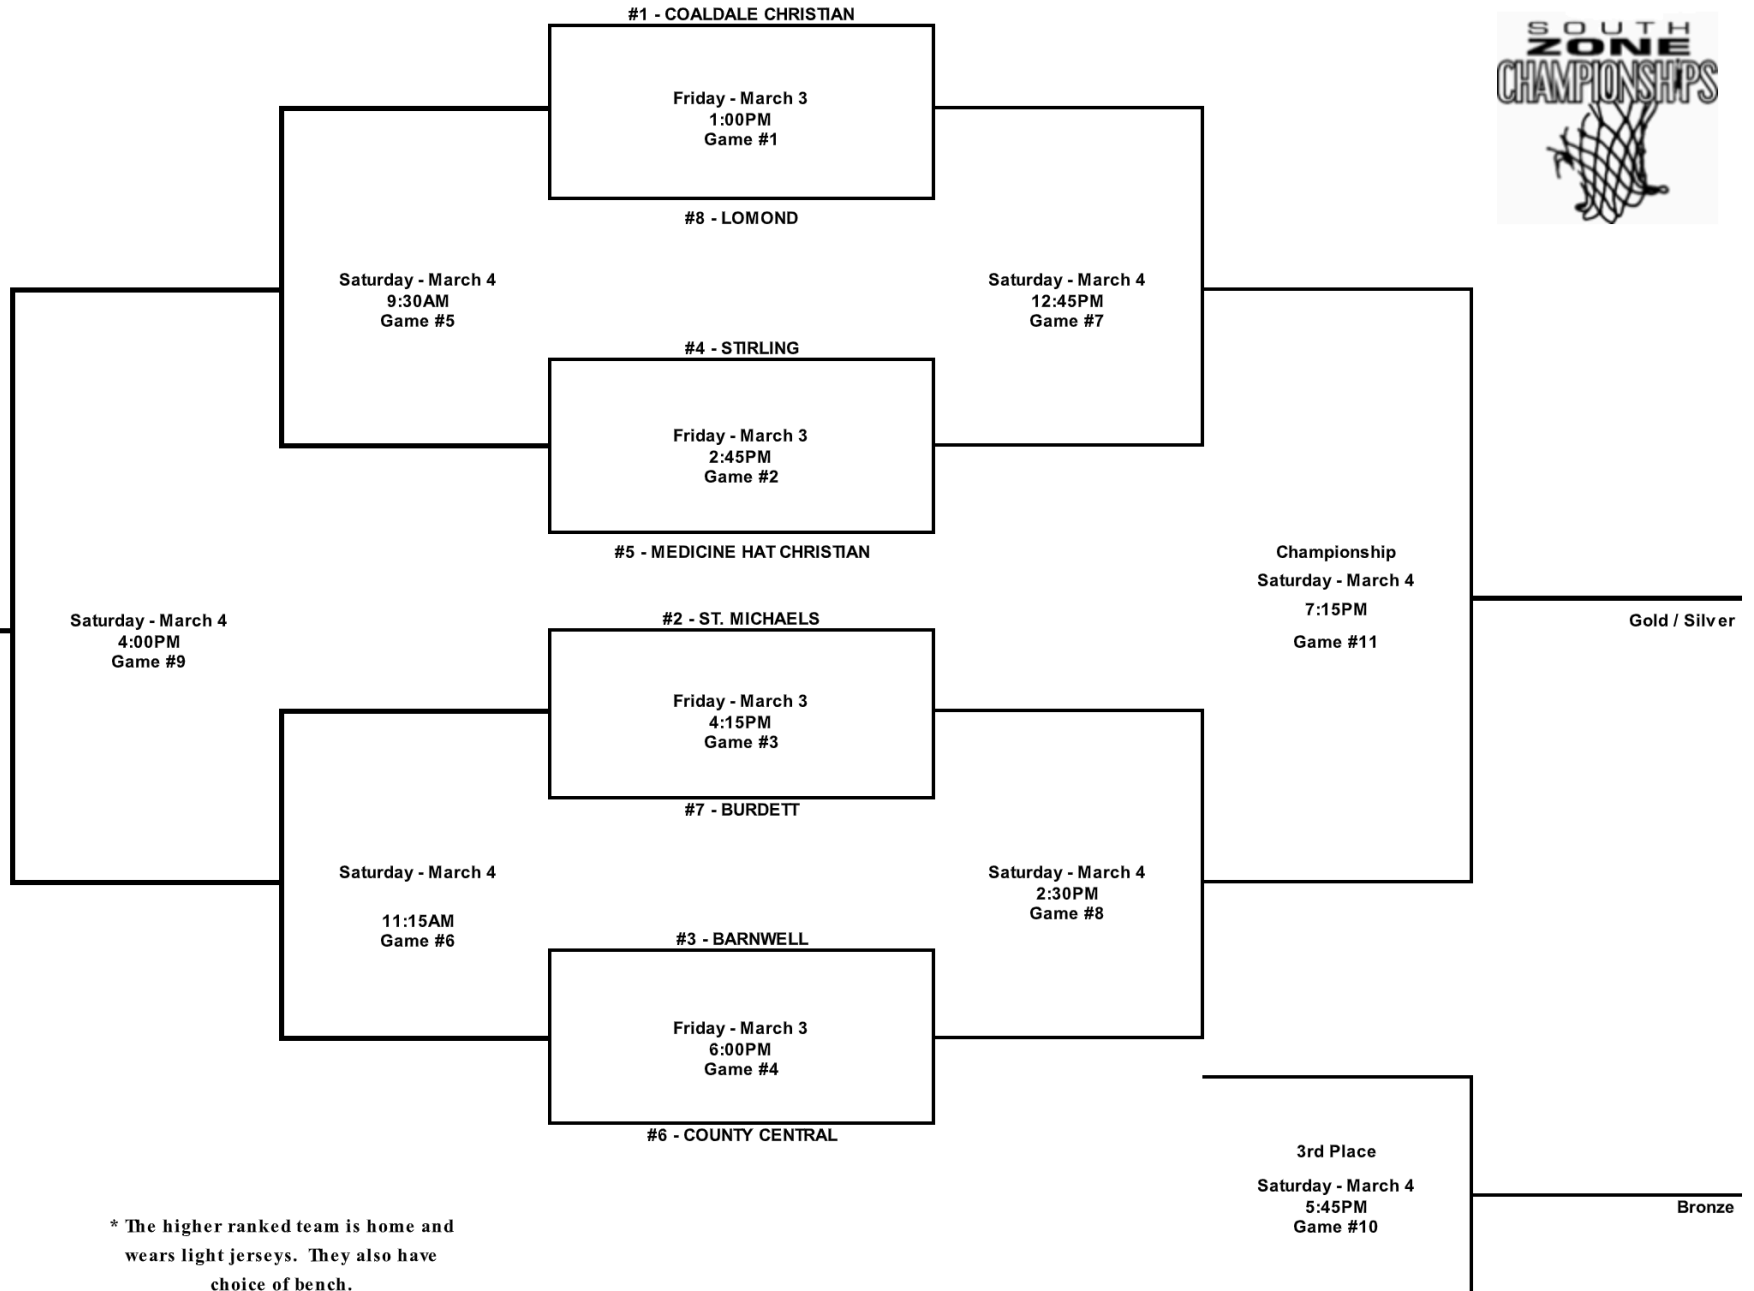 #1 - COALDALE CHRISTIAN
SOUTH
ZONE
CHAMPIONSHIPS
Friday - March 3
1:00PM
Game #1
#8 - LOMOND
Saturday - March 4
9:30AM
Game #5
Saturday - March 4
12:45PM
Game #7
#4 - STIRLING
Friday - March 3
2:45PM
Game #2
#5 - MEDICINE HAT CHRISTIAN
Championship
Saturday - March 4
7:15PM
Game #11
Gold / Silver
Saturday - March 4
4:00PM
Game #9
#2 - ST. MICHAELS
Friday - March 3
4:15PM
Game #3
#7 - BURDETT
Saturday - March 4
11:15AM
Game #6
Saturday - March 4
2:30PM
Game #8
#3 - BARNWELL
Friday - March 3
6:00PM
Game #4
#6 - COUNTY CENTRAL
3rd Place
Saturday - March 4
5:45PM
Game #10
Bronze
* The higher ranked team is home and
wears light jerseys. They also have
choice of bench.